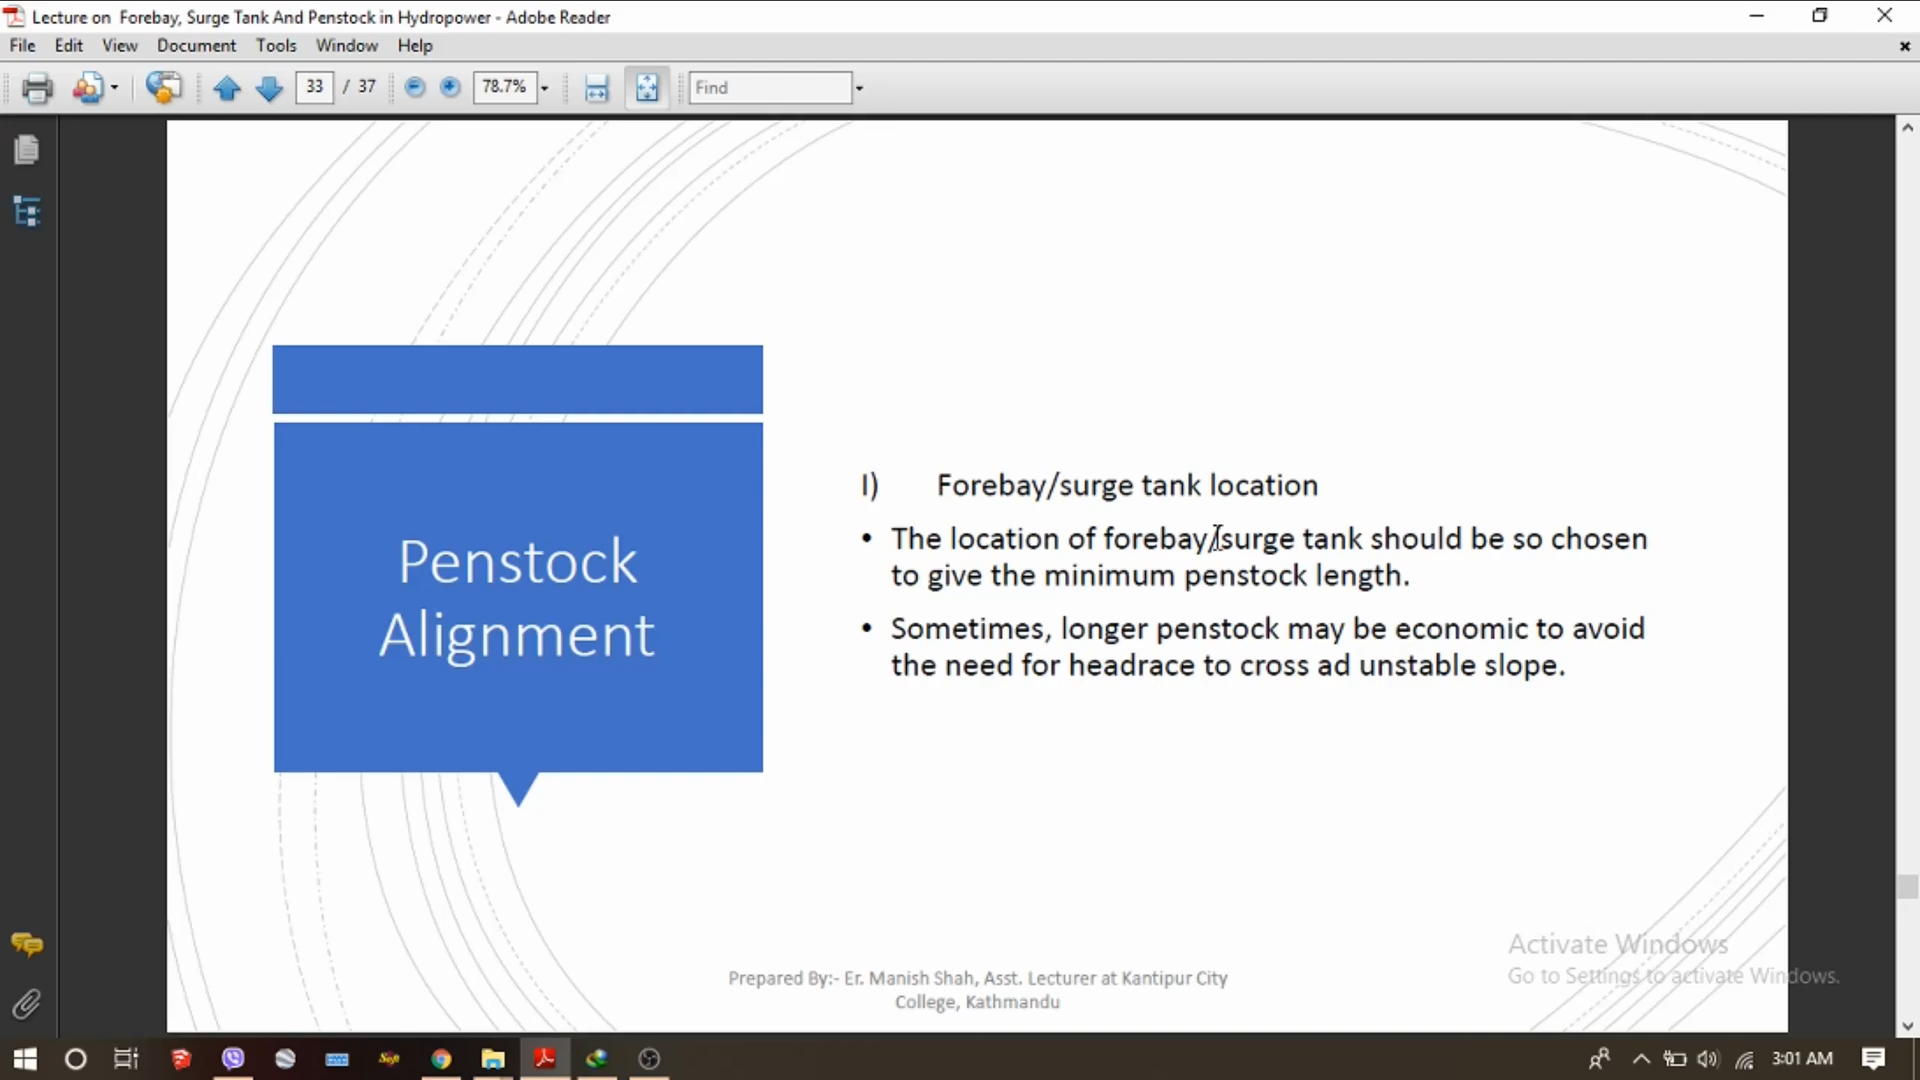 Lecture on  Forebay, Surge Tank And Penstock in Hydropower - Adobe Reader
File Edit View Document Tools Window Help
33 / 37 78.7% Find
Penstock
Alignment
I) Forebay/surge tank location
• The location of forebay/surge tank should be so chosen
to give the minimum penstock length.
• Sometimes, longer penstock may be economic to avoid
the need for headrace to cross ad unstable slope.
Activate Windows
Go to Settings to activate Windows.
Prepared By:- Er. Manish Shah, Asst. Lecturer at Kantipur City
College, Kathmandu
3:01 AM